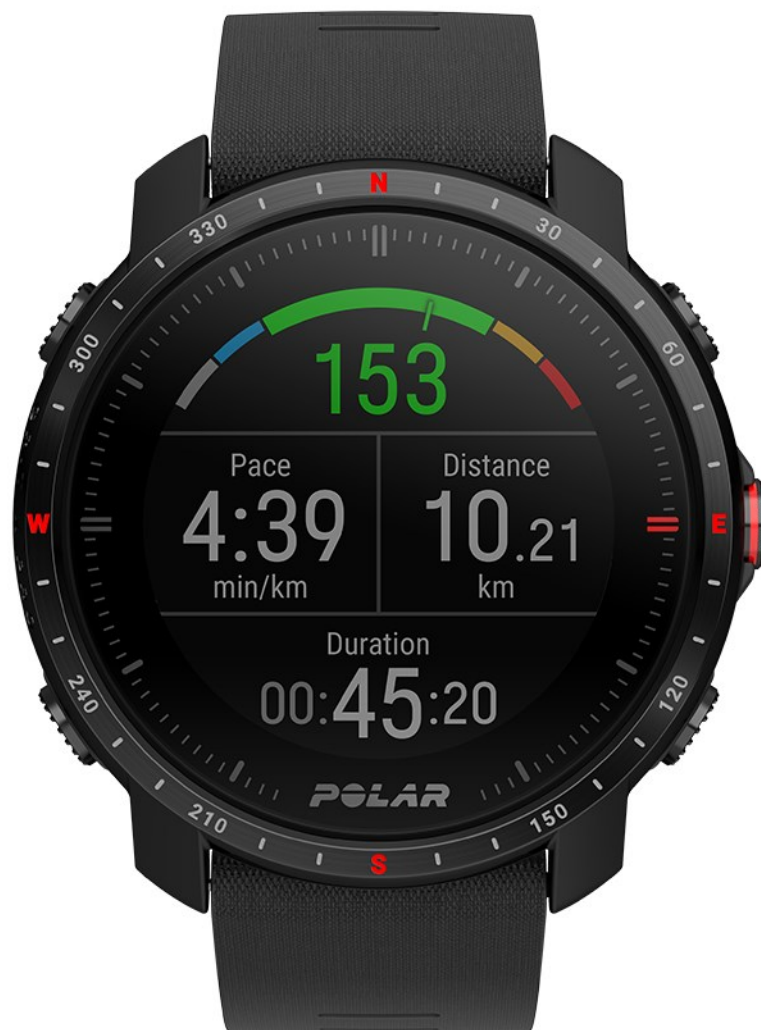 N
330
30
300
60
153
Pace
Distance
4:39
10.21
min/km
km
W
E
Duration
00:45:20
240
120
POLAR
210
150
S